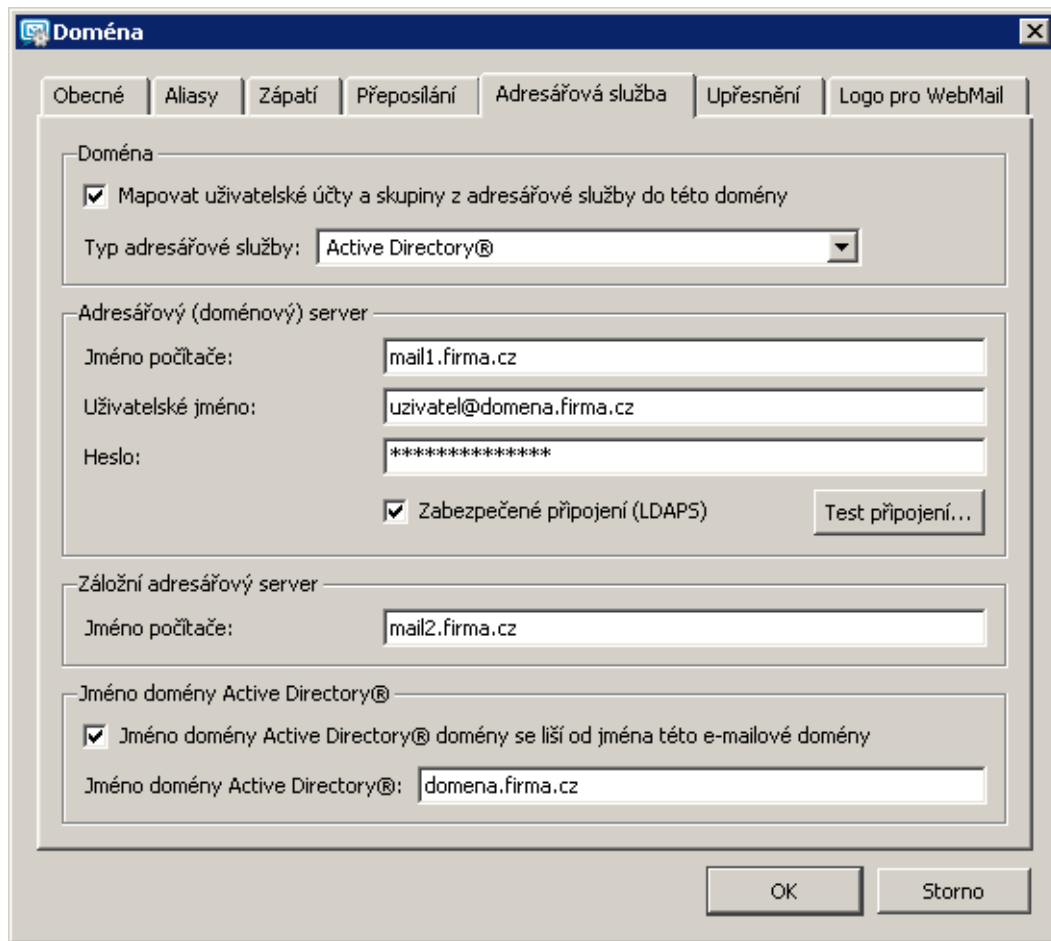 Doména
Obecné Aliasy Zápatí Přeposílání Adresářová služba Upřesnění Logo pro WebMail
Doména
Mapovat uživatelské účty a skupiny z adresářové služby do této domény
Typ adresářové služby: Active Directory®
Adresářový (doménový) server
Jméno počítače: mail1.firma.cz
Uživatelské jméno: uzivatel@domena.firma.cz
Heslo: **************
Zabezpečené připojení (LDAPS) Test připojení...
Záložní adresářový server
Jméno počítače: mail2.firma.cz
Jméno domény Active Directory®
Jméno domény Active Directory® domény se liší od jména této e-mailové domény
Jméno domény Active Directory®: domena.firma.cz
OK Storno